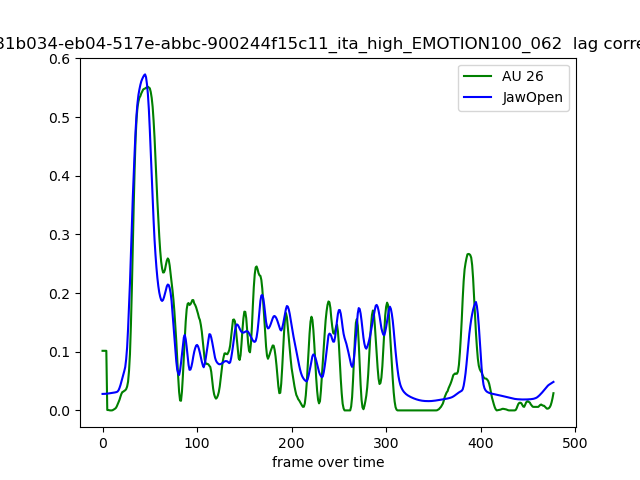 31b034-eb04-517e-abbc-900244f15c11_ita_high_EMOTION100_062 lag corre
0.6
AU 26
JawOpen
0.5
0.4
0.3
0.2
0.1
0.0
0 100 200 300 400 500
frame over time